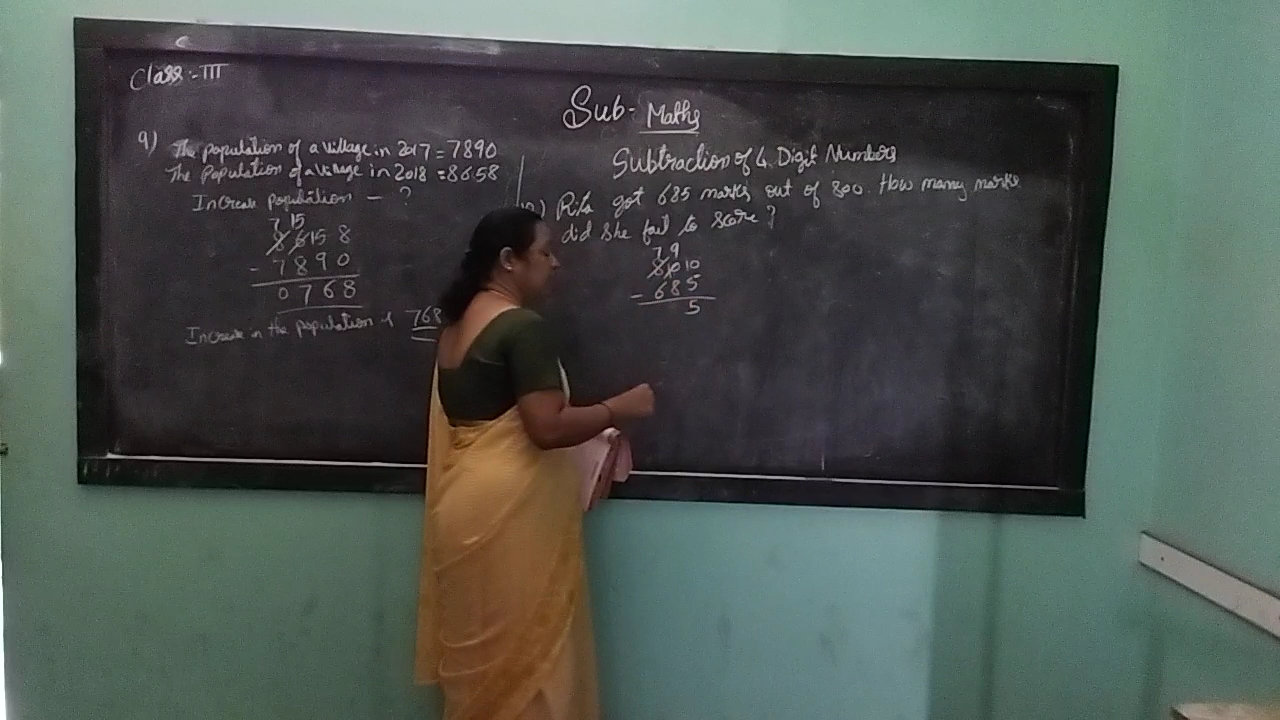 Class:- III
Sub- Maths
Subtraction of 4 Digit Numbers
9) The population of a village in 2017 = 7890
The Population of a village in 2018 = 8658
Increase population - ?
7 15
8 6 15 8
- 7 8 9 0
0 7 6 8
Increase in the population is 768
10) Rita got 685 marks out of 800. How many marks
did she fail to score?
7 9
8 10 10
- 6 8 5
5